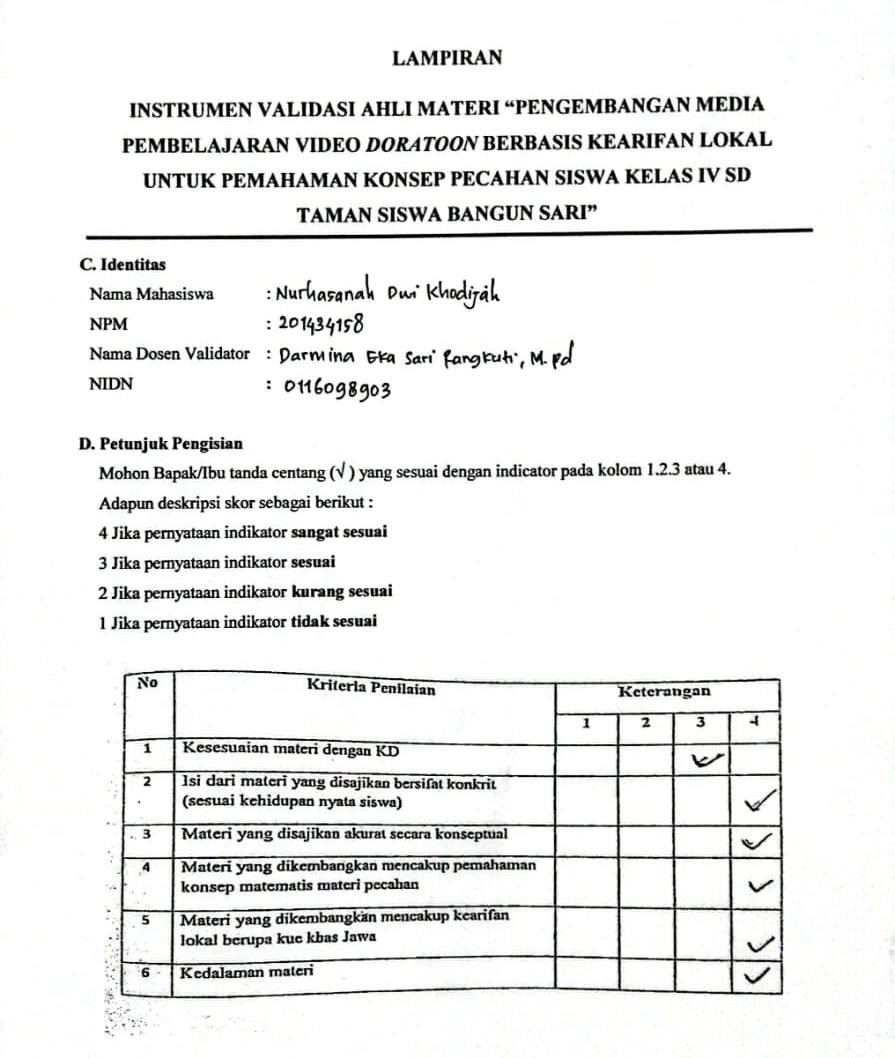 LAMPIRAN
INSTRUMEN VALIDASI AHLI MATERI “PENGEMBANGAN MEDIA
PEMBELAJARAN VIDEO DORATOON BERBASIS KEARIFAN LOKAL
UNTUK PEMAHAMAN KONSEP PECAHAN SISWA KELAS IV SD
TAMAN SISWA BANGUN SARI”
C. Identitas
Nama Mahasiswa : Nurhasanah Dwi Khodijah
NPM : 201434158
Nama Dosen Validator : Darmina Eka Sari Rangkuti, M.Pd
NIDN : 0116098903
D. Petunjuk Pengisian
Mohon Bapak/Ibu tanda centang (√ ) yang sesuai dengan indicator pada kolom 1.2.3 atau 4.
Adapun deskripsi skor sebagai berikut :
4 Jika pernyataan indikator sangat sesuai
3 Jika pernyataan indikator sesuai
2 Jika pernyataan indikator kurang sesuai
1 Jika pernyataan indikator tidak sesuai
No Kriteria Penilaian Keterangan
1 2 3 4
1 Kesesuaian materi dengan KD ✓
2 Isi dari materi yang disajikan bersifat konkrit
(sesuai kehidupan nyata siswa) ✓
3 Materi yang disajikan akurat secara konseptual ✓
4 Materi yang dikembangkan mencakup pemahaman
konsep matematis materi pecahan ✓
5 Materi yang dikembangkan mencakup kearifan
lokal berupa kue khas Jawa ✓
6 Kedalaman materi ✓